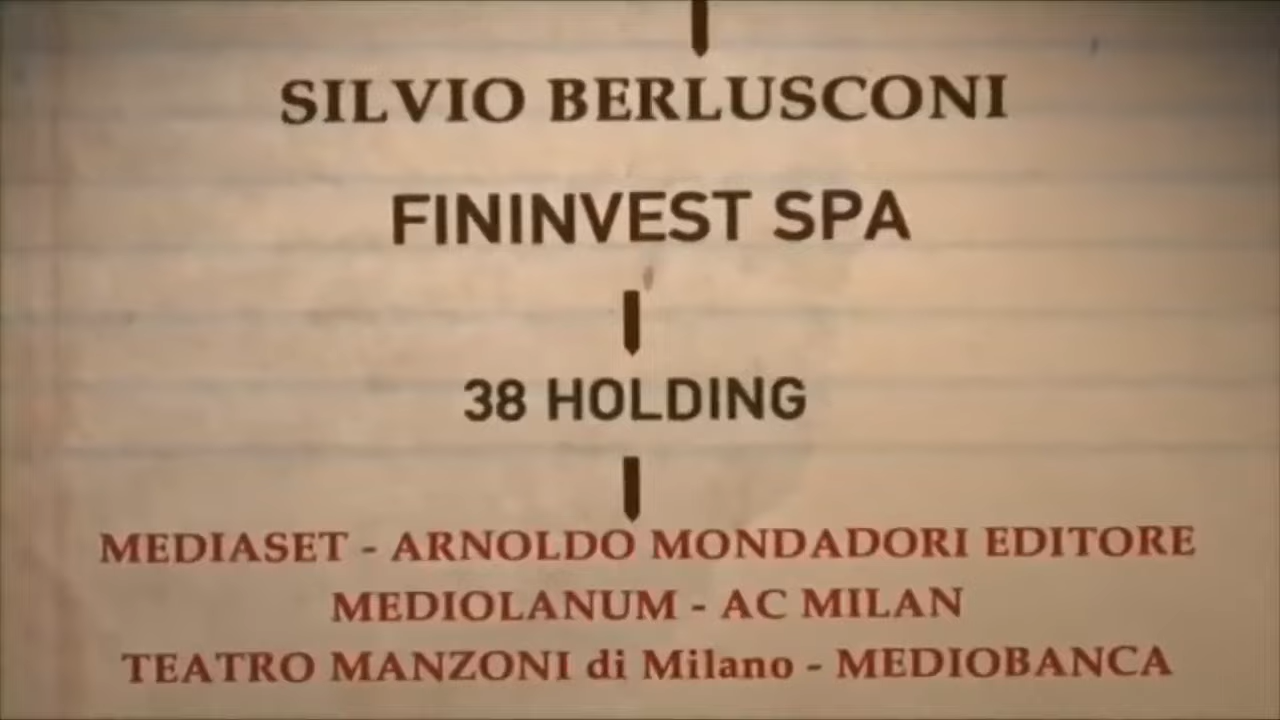 SILVIO BERLUSCONI
FININVEST SPA
38 HOLDING
MEDIASET - ARNOLDO MONDADORI EDITORE
MEDIOLANUM - AC MILAN
TEATRO MANZONI di Milano - MEDIOBANCA